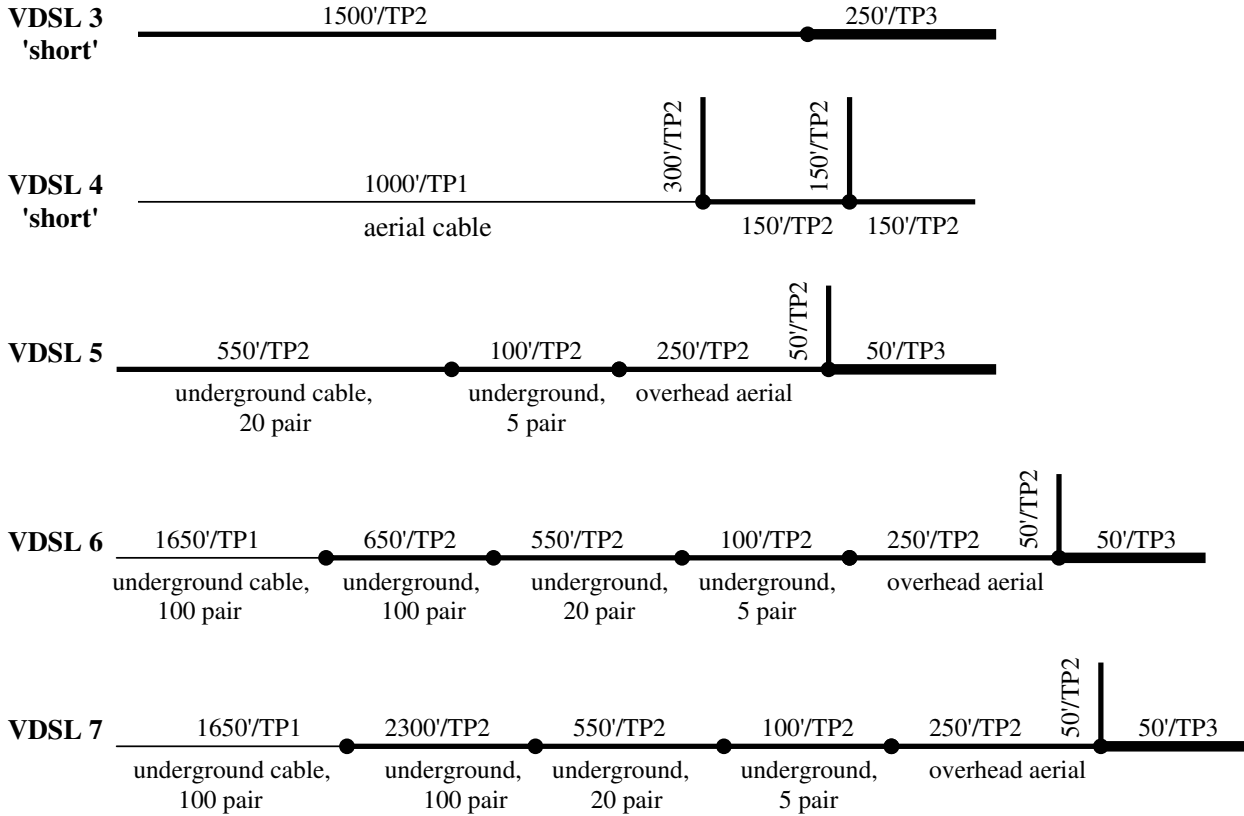 VDSL 3
'short'
1500'/TP2
250'/TP3
VDSL 4
'short'
1000'/TP1
aerial cable
300'/TP2
150'/TP2
150'/TP2
150'/TP2
VDSL 5
550'/TP2
100'/TP2
250'/TP2
50'/TP2
50'/TP3
underground cable,
20 pair
underground,
5 pair
overhead aerial
VDSL 6
1650'/TP1
650'/TP2
550'/TP2
100'/TP2
250'/TP2
50'/TP2
50'/TP3
underground cable,
100 pair
underground,
100 pair
underground,
20 pair
underground,
5 pair
overhead aerial
VDSL 7
1650'/TP1
2300'/TP2
550'/TP2
100'/TP2
250'/TP2
50'/TP2
50'/TP3
underground cable,
100 pair
underground,
100 pair
underground,
20 pair
underground,
5 pair
overhead aerial